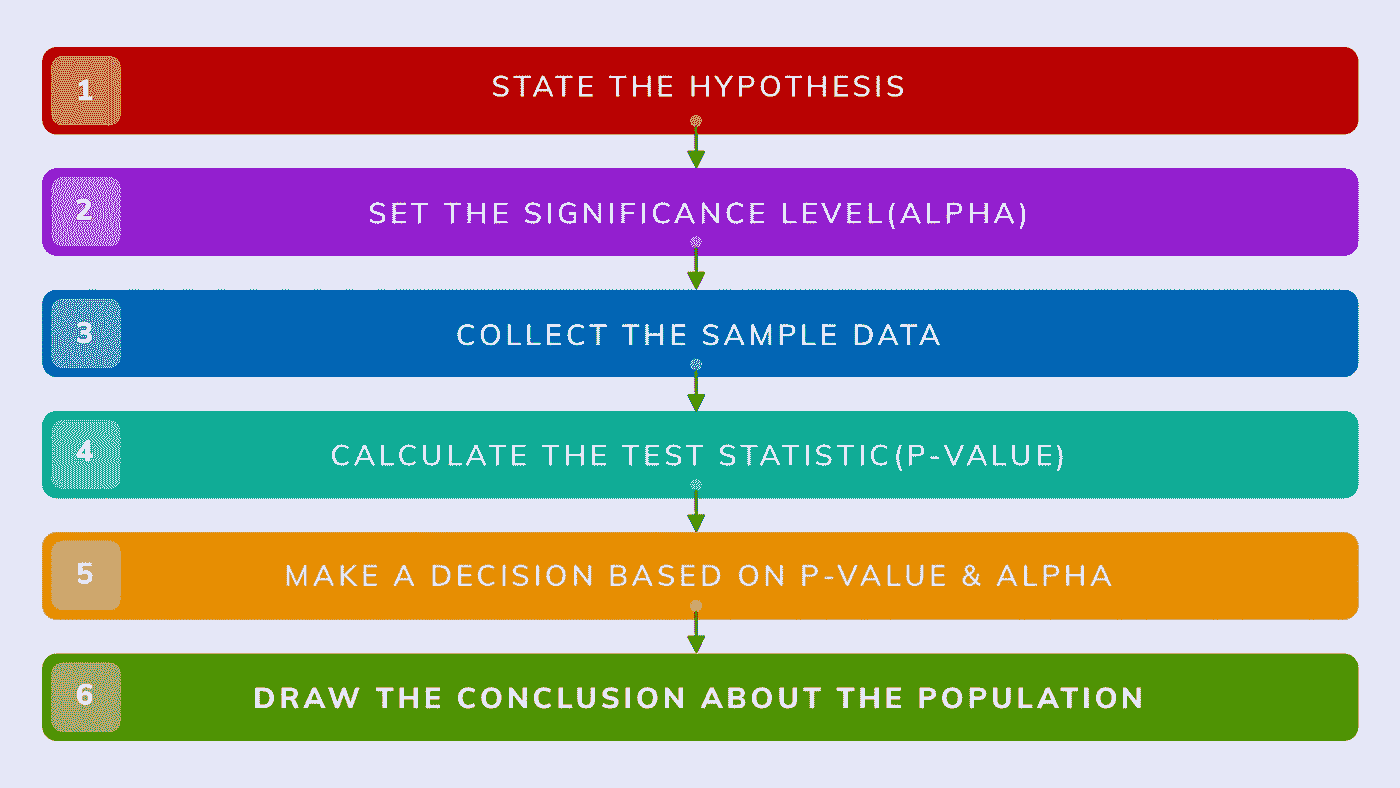 1 STATE THE HYPOTHESIS
2 SET THE SIGNIFICANCE LEVEL(ALPHA)
3 COLLECT THE SAMPLE DATA
4 CALCULATE THE TEST STATISTIC(P-VALUE)
5 MAKE A DECISION BASED ON P-VALUE & ALPHA
6 DRAW THE CONCLUSION ABOUT THE POPULATION